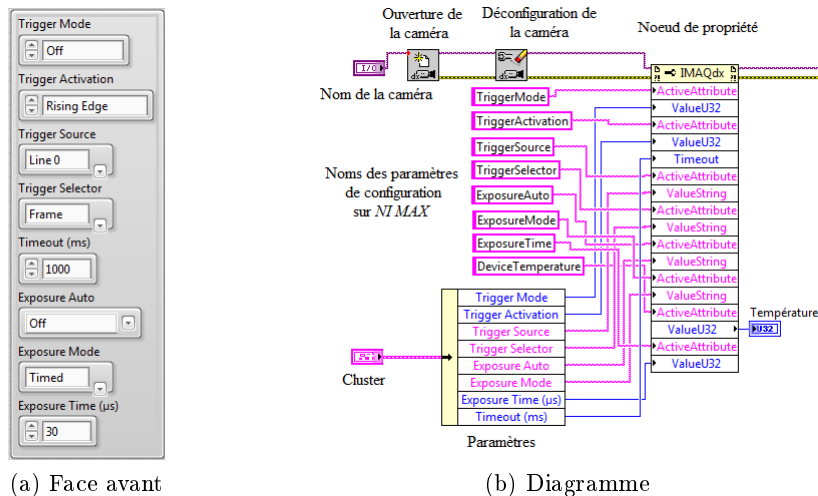 Trigger Mode
Off
Trigger Activation
Rising Edge
Trigger Source
Line 0
Trigger Selector
Frame
Timeout (ms)
1000
Exposure Auto
Off
Exposure Mode
Timed
Exposure Time (µs)
30
(a) Face avant
Ouverture de
la caméra
Déconfiguration de
la caméra
Noeud de propriété
I/O
Nom de la caméra
IMAQdx
TriggerMode
TriggerActivation
TriggerSource
TriggerSelector
ExposureAuto
ExposureMode
ExposureTime
DeviceTemperature
Noms des paramètres
de configuration
sur NI MAX
ActiveAttribute
ValueU32
ActiveAttribute
ValueU32
Timeout
ActiveAttribute
ValueString
ActiveAttribute
ValueString
ActiveAttribute
ValueString
ActiveAttribute
ValueString
ActiveAttribute
ValueU32
ActiveAttribute
ValueU32
Température
U32
Trigger Mode
Trigger Activation
Trigger Source
Trigger Selector
Exposure Auto
Exposure Mode
Exposure Time (µs)
Timeout (ms)
Cluster
Paramètres
(b) Diagramme